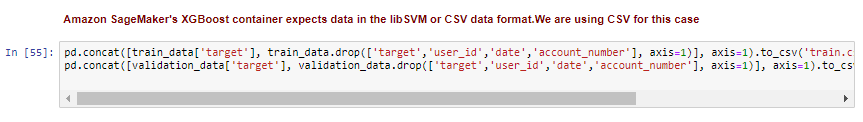 Amazon SageMaker's XGBoost container expects data in the libSVM or CSV data format.We are using CSV for this case
In [55]: pd.concat([train_data['target'], train_data.drop(['target','user_id','date','account_number'], axis=1)], axis=1).to_csv('train.c
pd.concat([validation_data['target'], validation_data.drop(['target','user_id','date','account_number'], axis=1)], axis=1).to_cs